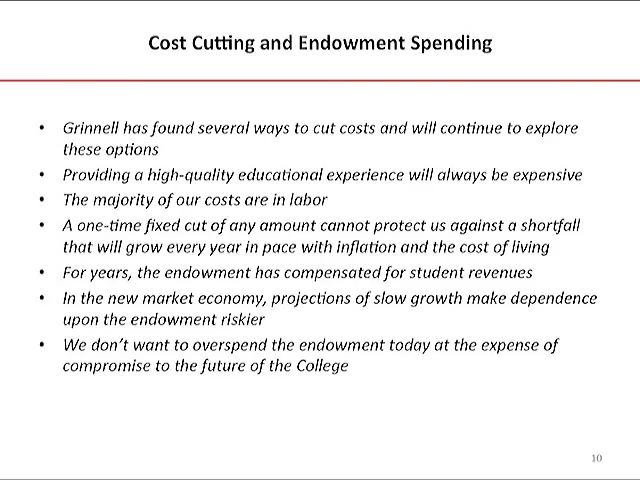 Cost Cutting and Endowment Spending
• Grinnell has found several ways to cut costs and will continue to explore
these options
• Providing a high-quality educational experience will always be expensive
• The majority of our costs are in labor
• A one-time fixed cut of any amount cannot protect us against a shortfall
that will grow every year in pace with inflation and the cost of living
• For years, the endowment has compensated for student revenues
• In the new market economy, projections of slow growth make dependence
upon the endowment riskier
• We don't want to overspend the endowment today at the expense of
compromise to the future of the College
10